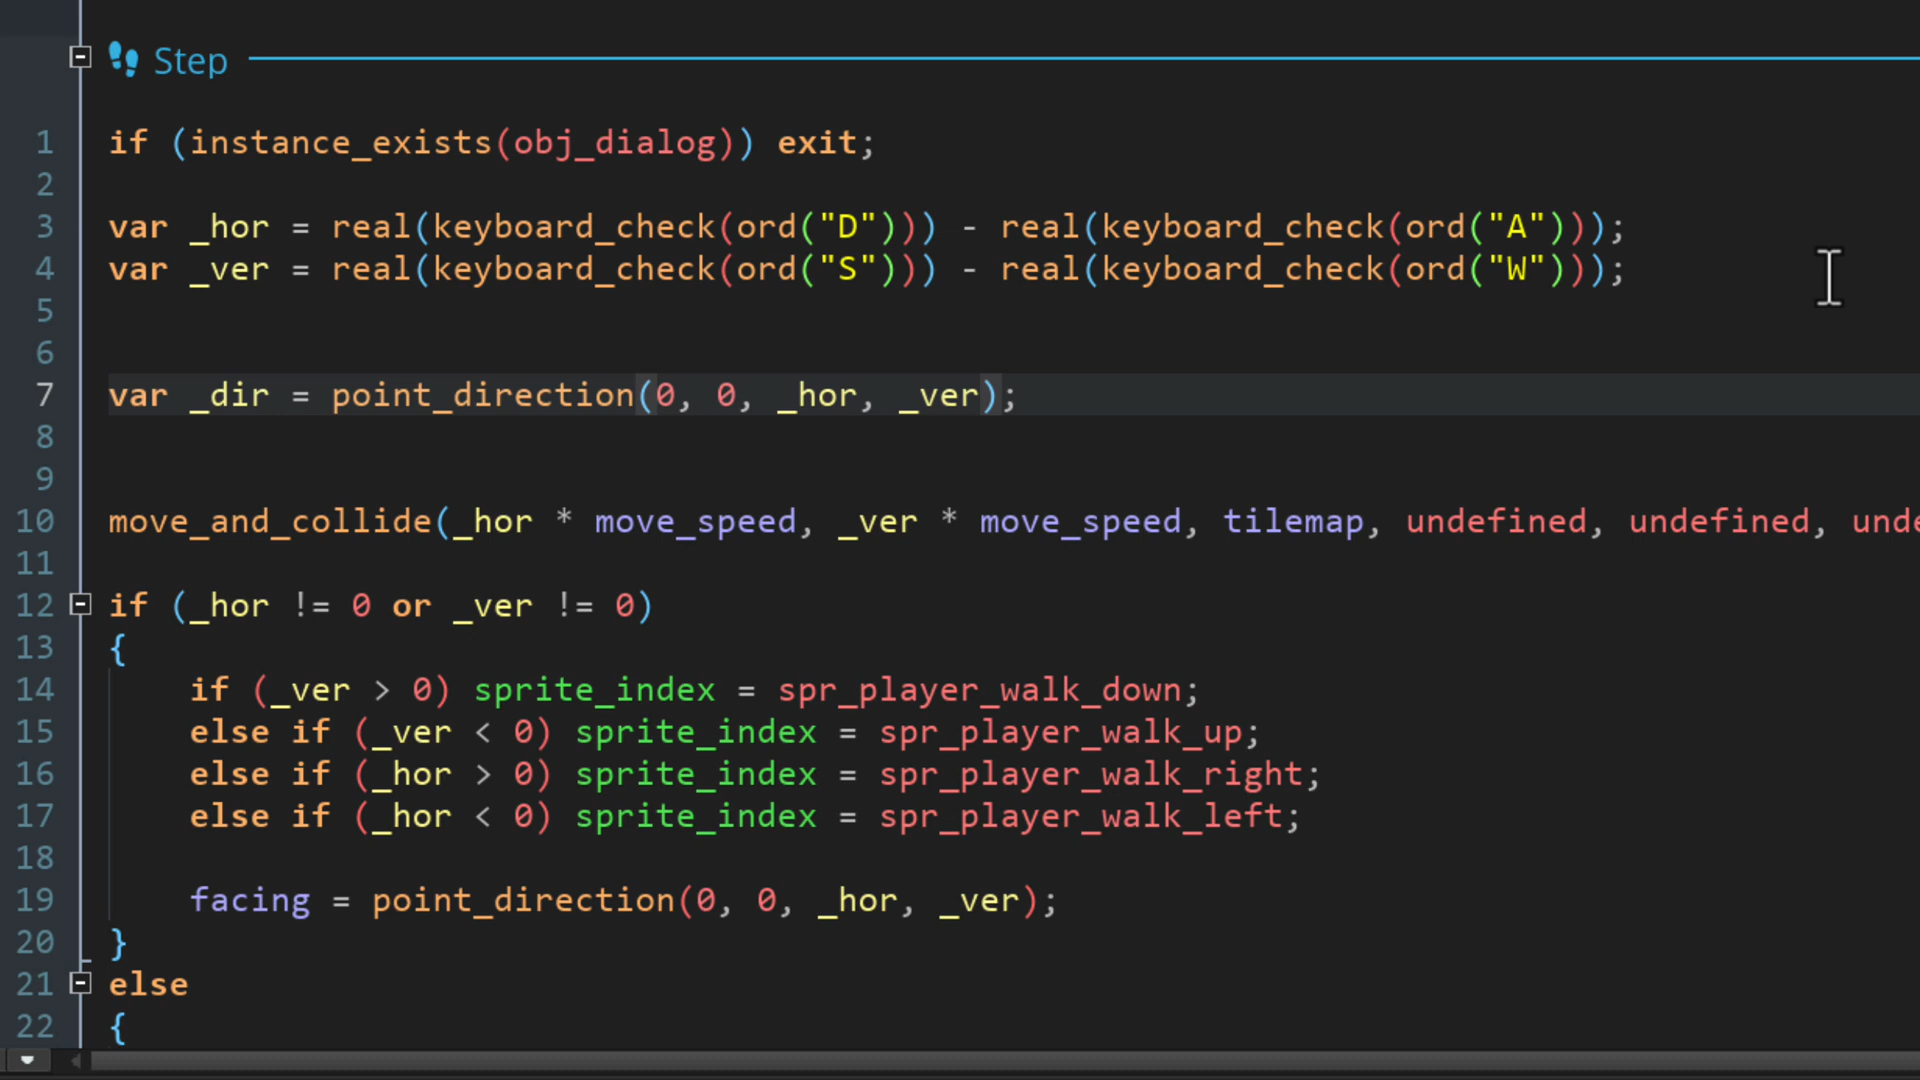 Step
1 if (instance_exists(obj_dialog)) exit;
2
3 var _hor = real(keyboard_check(ord("D"))) - real(keyboard_check(ord("A")));
4 var _ver = real(keyboard_check(ord("S"))) - real(keyboard_check(ord("W")));
5
6
7 var _dir = point_direction(0, 0, _hor, _ver);
8
9
10 move_and_collide(_hor * move_speed, _ver * move_speed, tilemap, undefined, undefined, unde
11
12 if (_hor != 0 or _ver != 0)
13 {
14 if (_ver > 0) sprite_index = spr_player_walk_down;
15 else if (_ver < 0) sprite_index = spr_player_walk_up;
16 else if (_hor > 0) sprite_index = spr_player_walk_right;
17 else if (_hor < 0) sprite_index = spr_player_walk_left;
18
19 facing = point_direction(0, 0, _hor, _ver);
20 }
21 else
22 {